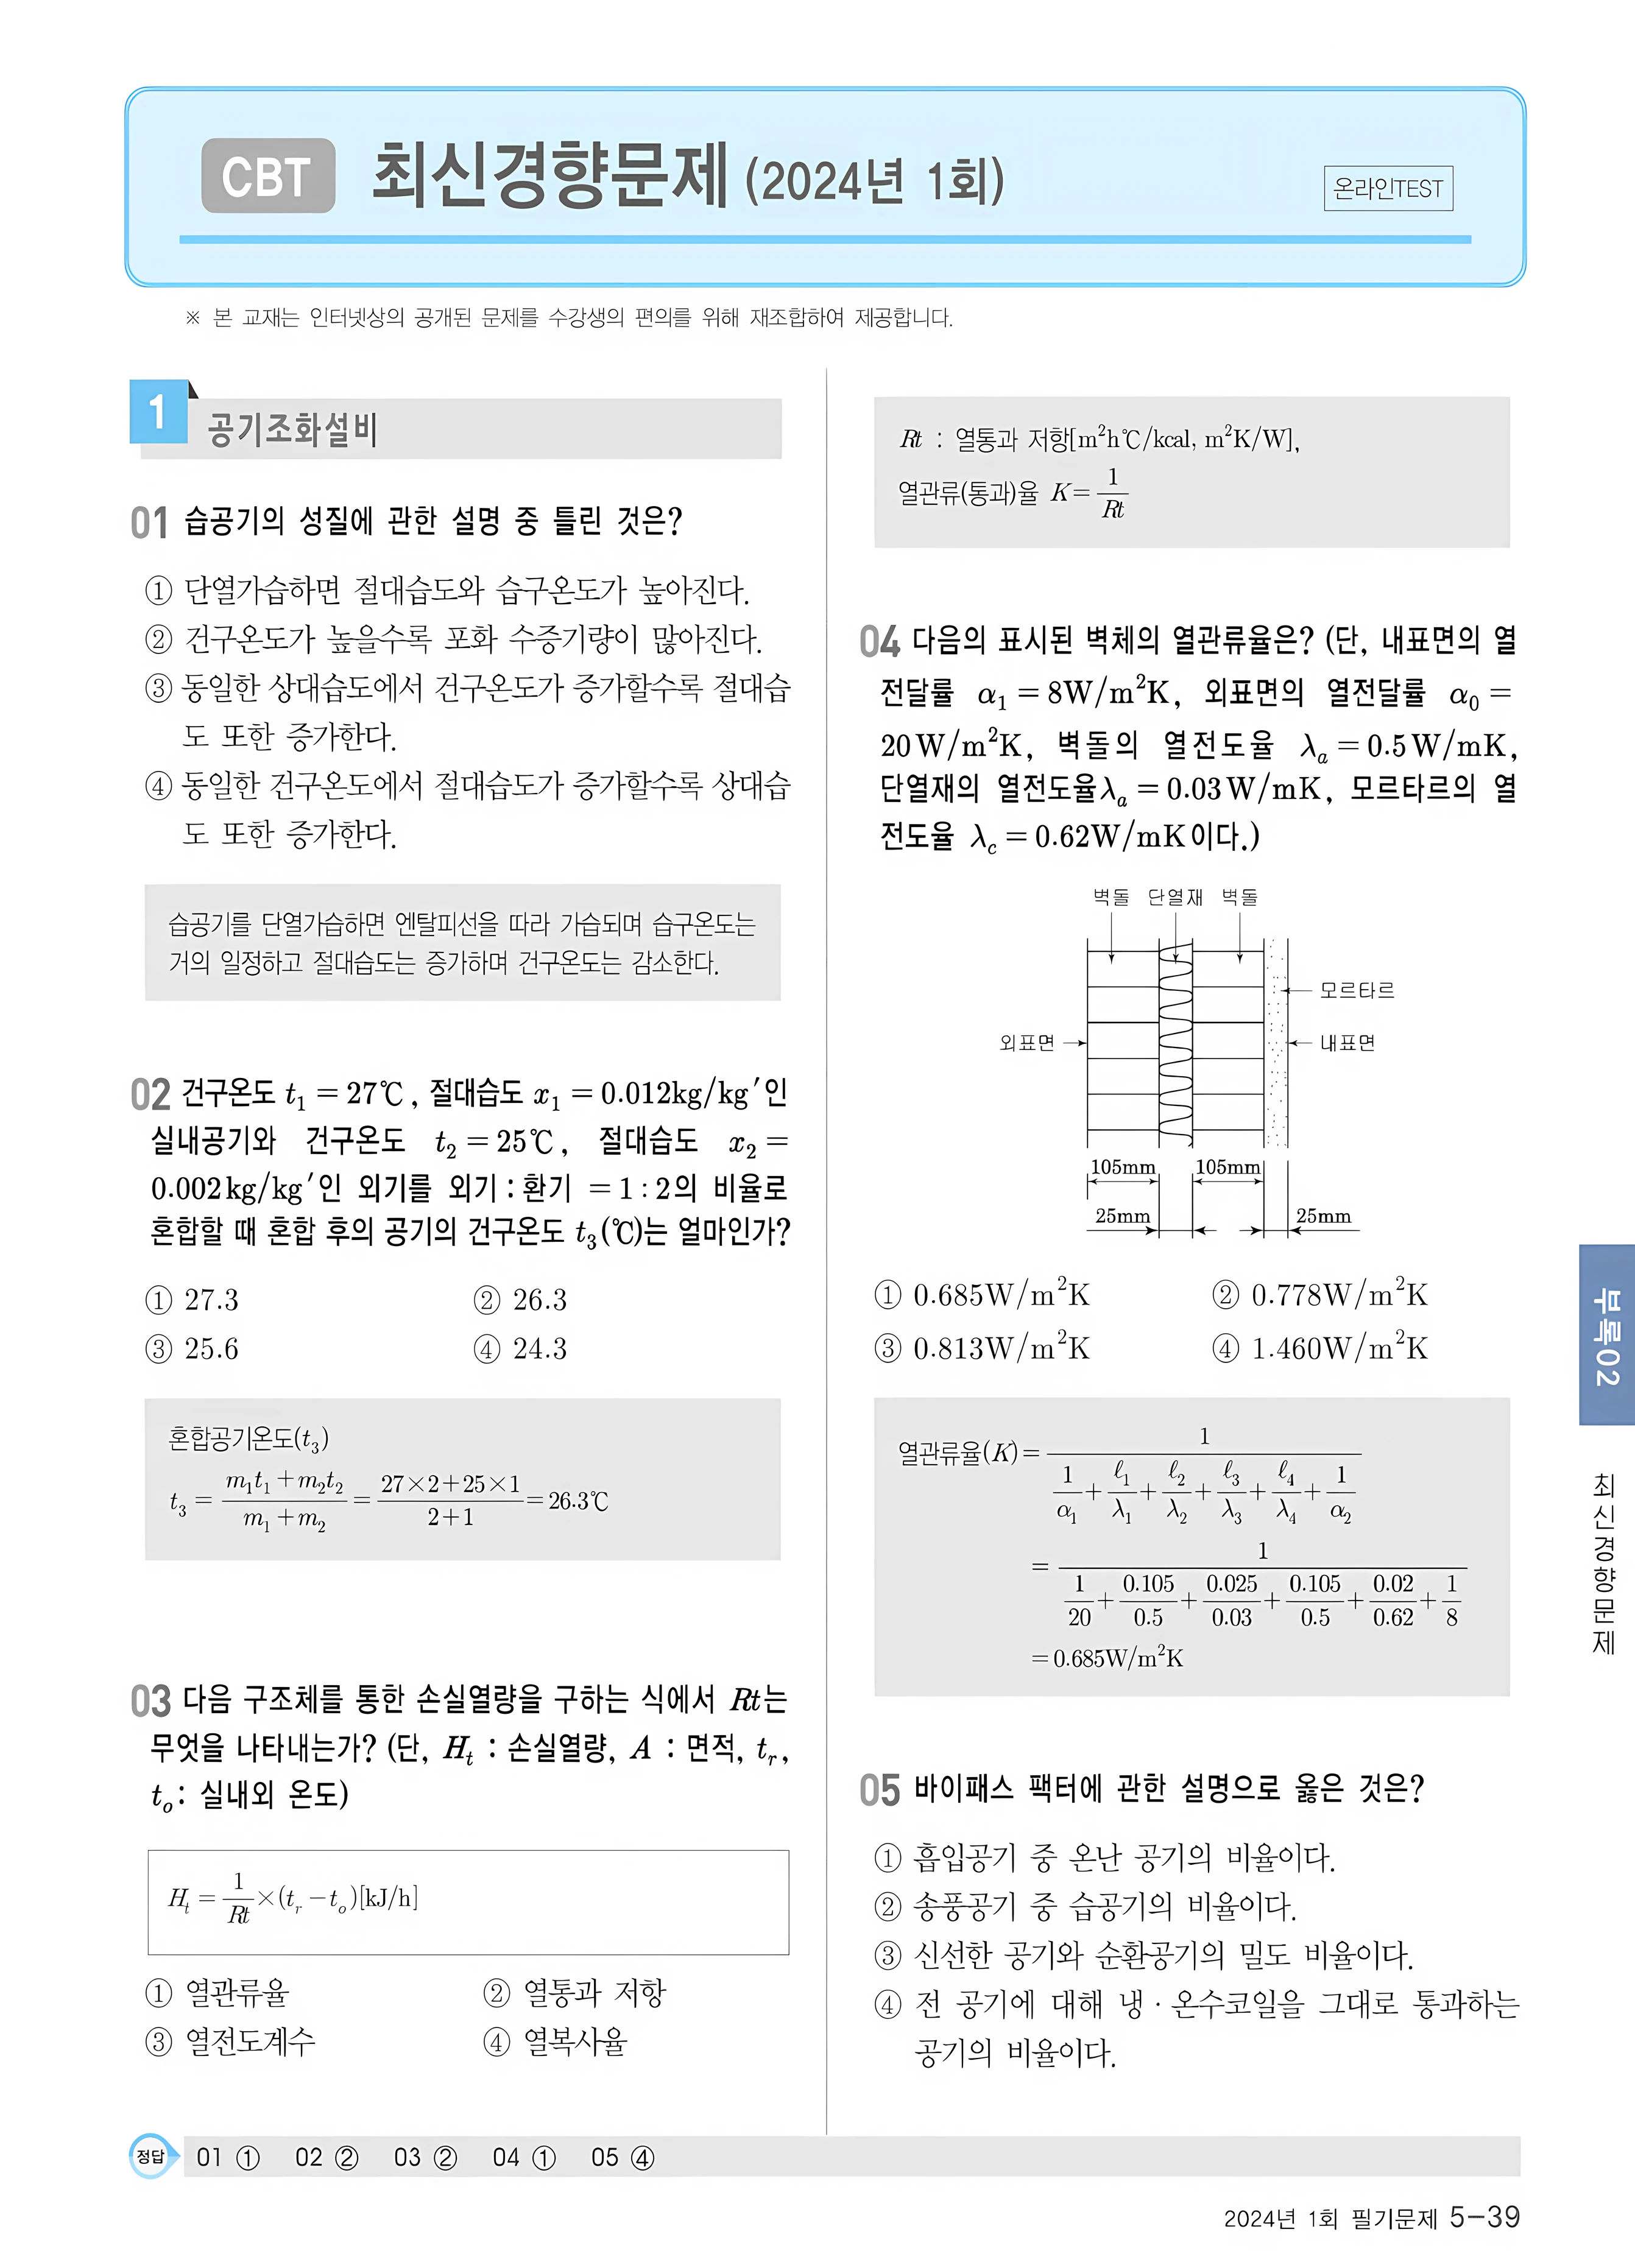 CBT 최신경향문제 (2024년 1회)
온라인TEST
※ 본 교재는 인터넷상의 공개된 문제를 수강생의 편의를 위해 재조합하여 제공합니다.
1 공기조화설비
01 습공기의 성질에 관한 설명 중 틀린 것은?
① 단열가습하면 절대습도와 습구온도가 높아진다.
② 건구온도가 높을수록 포화 수증기량이 많아진다.
③ 동일한 상대습도에서 건구온도가 증가할수록 절대습
도 또한 증가한다.
④ 동일한 건구온도에서 절대습도가 증가할수록 상대습
도 또한 증가한다.
습공기를 단열가습하면 엔탈피선을 따라 가습되며 습구온도는
거의 일정하고 절대습도는 증가하며 건구온도는 감소한다.
02 건구온도 t₁ = 27℃, 절대습도 x₁ = 0.012kg/kg′인
실내공기와 건구온도 t₂ = 25℃, 절대습도 x₂ =
0.002kg/kg′인 외기를 외기 : 환기 = 1 : 2의 비율로
혼합할 때 혼합 후의 공기의 건구온도 t₃(℃)는 얼마인가?
① 27.3 ② 26.3
③ 25.6 ④ 24.3
혼합공기온도(t₃)
t₃ = (m₁t₁ + m₂t₂)/(m₁ + m₂) = (27×2+25×1)/(2+1) = 26.3℃
03 다음 구조체를 통한 손실열량을 구하는 식에서 Rt는
무엇을 나타내는가? (단, Hₜ : 손실열량, A : 면적, tᵣ,
tₒ : 실내외 온도)
Hₜ = 1/Rt × (tᵣ − tₒ)[kJ/h]
① 열관류율 ② 열통과 저항
③ 열전도계수 ④ 열복사율
Rt : 열통과 저항[m²h℃/kcal, m²K/W],
열관류(통과)율 K = 1/Rt
04 다음의 표시된 벽체의 열관류율은? (단, 내표면의 열
전달률 α₁ = 8W/m²K, 외표면의 열전달률 α₀ =
20W/m²K, 벽돌의 열전도율 λₐ = 0.5W/mK,
단열재의 열전도율λₐ = 0.03W/mK, 모르타르의 열
전도율 λ_c = 0.62W/mK이다.)
벽돌 단열재 벽돌
모르타르
외표면 내표면
105mm 105mm
25mm 25mm
① 0.685W/m²K ② 0.778W/m²K
③ 0.813W/m²K ④ 1.460W/m²K
열관류율(K) = 1/(1/α₁ + ℓ₁/λ₁ + ℓ₂/λ₂ + ℓ₃/λ₃ + ℓ₄/λ₄ + 1/α₂)
= 1/(1/20 + 0.105/0.5 + 0.025/0.03 + 0.105/0.5 + 0.02/0.62 + 1/8)
= 0.685W/m²K
05 바이패스 팩터에 관한 설명으로 옳은 것은?
① 흡입공기 중 온난 공기의 비율이다.
② 송풍공기 중 습공기의 비율이다.
③ 신선한 공기와 순환공기의 밀도 비율이다.
④ 전 공기에 대해 냉·온수코일을 그대로 통과하는
공기의 비율이다.
부록02
최신경향문제
정답 01 ① 02 ② 03 ② 04 ① 05 ④
2024년 1회 필기문제 5-39